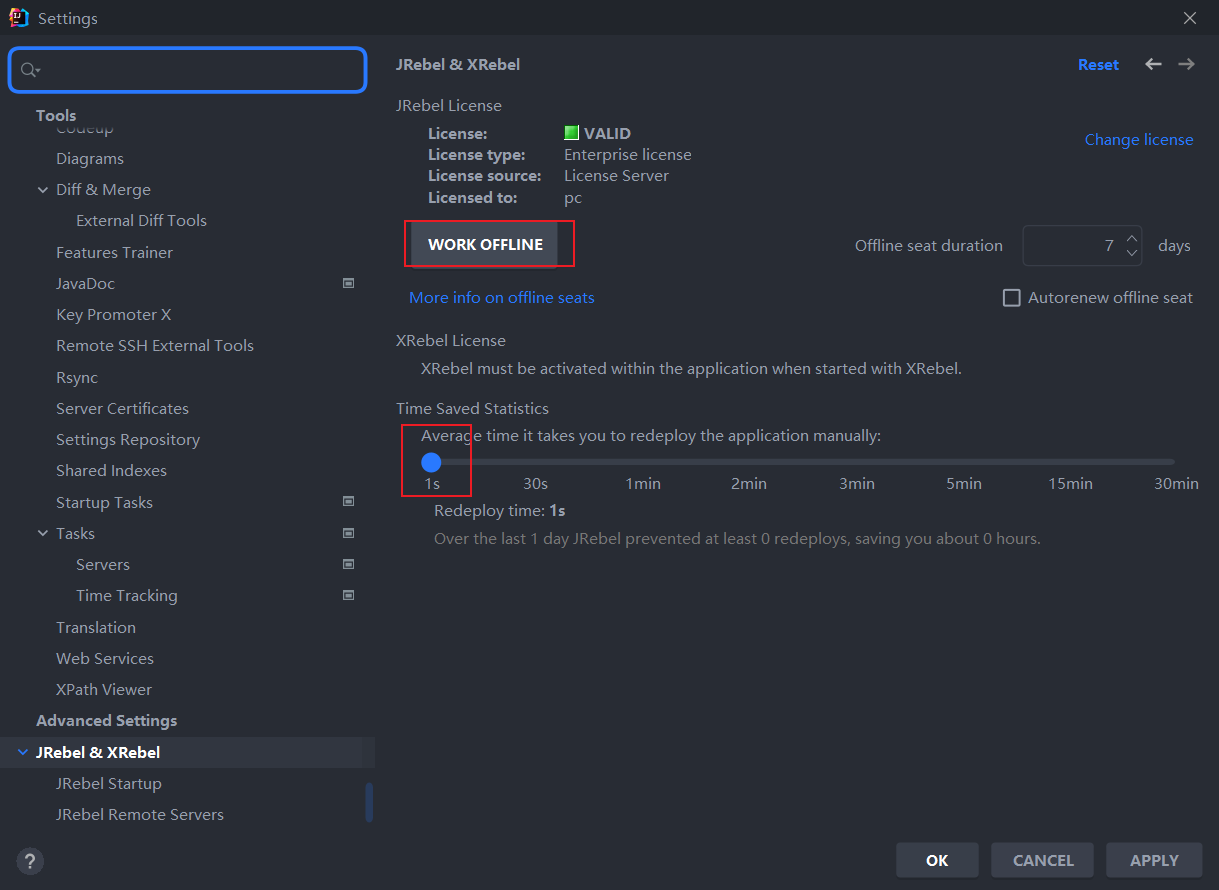 Settings
Tools
Codeup
Diagrams
Diff & Merge
External Diff Tools
Features Trainer
JavaDoc
Key Promoter X
Remote SSH External Tools
Rsync
Server Certificates
Settings Repository
Shared Indexes
Startup Tasks
Tasks
Servers
Time Tracking
Translation
Web Services
XPath Viewer
Advanced Settings
JRebel & XRebel
JRebel Startup
JRebel Remote Servers
JRebel & XRebel Reset
JRebel License
License: VALID
Change license
License type: Enterprise license
License source: License Server
Licensed to: pc
WORK OFFLINE Offline seat duration 7 days
More info on offline seats Autorenew offline seat
XRebel License
XRebel must be activated within the application when started with XRebel.
Time Saved Statistics
Average time it takes you to redeploy the application manually:
1s 30s 1min 2min 3min 5min 15min 30min
Redeploy time: 1s
Over the last 1 day JRebel prevented at least 0 redeploys, saving you about 0 hours.
? OK CANCEL APPLY